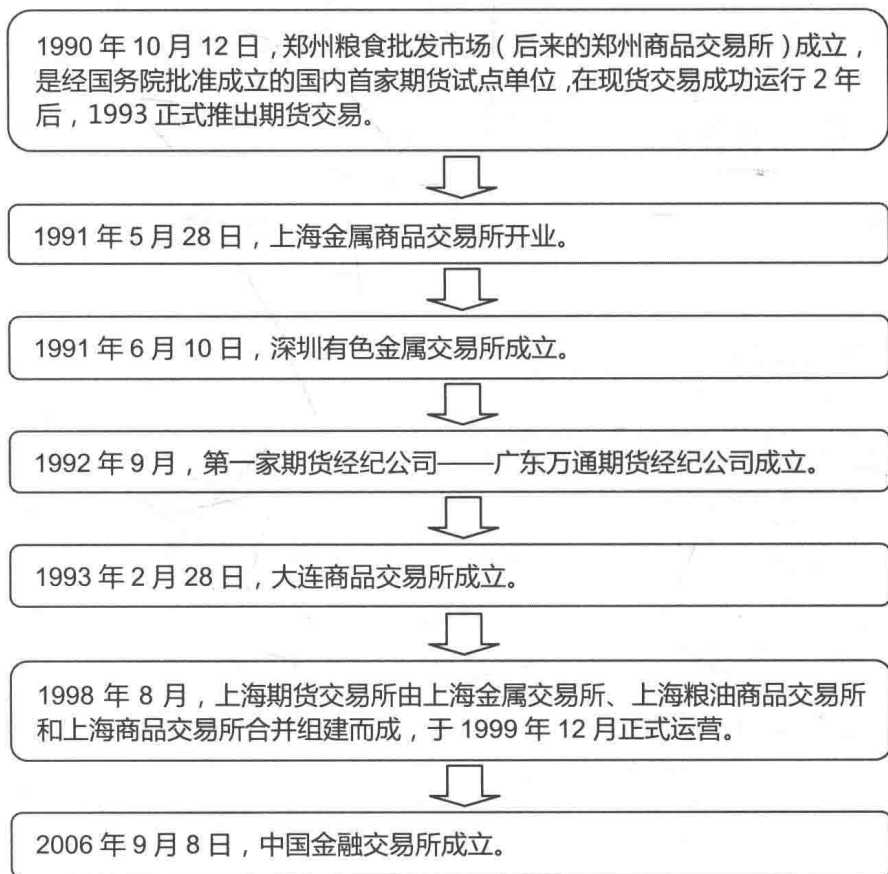 1990 年 10 月 12 日，郑州粮食批发市场（后来的郑州商品交易所）成立，
是经国务院批准成立的国内首家期货试点单位，在现货交易成功运行 2 年
后，1993 正式推出期货交易。
1991 年 5 月 28 日，上海金属商品交易所开业。
1991 年 6 月 10 日，深圳有色金属交易所成立。
1992 年 9 月，第一家期货经纪公司——广东万通期货经纪公司成立。
1993 年 2 月 28 日，大连商品交易所成立。
1998 年 8 月，上海期货交易所由上海金属交易所、上海粮油商品交易所
和上海商品交易所合并组建而成，于 1999 年 12 月正式运营。
2006 年 9 月 8 日，中国金融交易所成立。